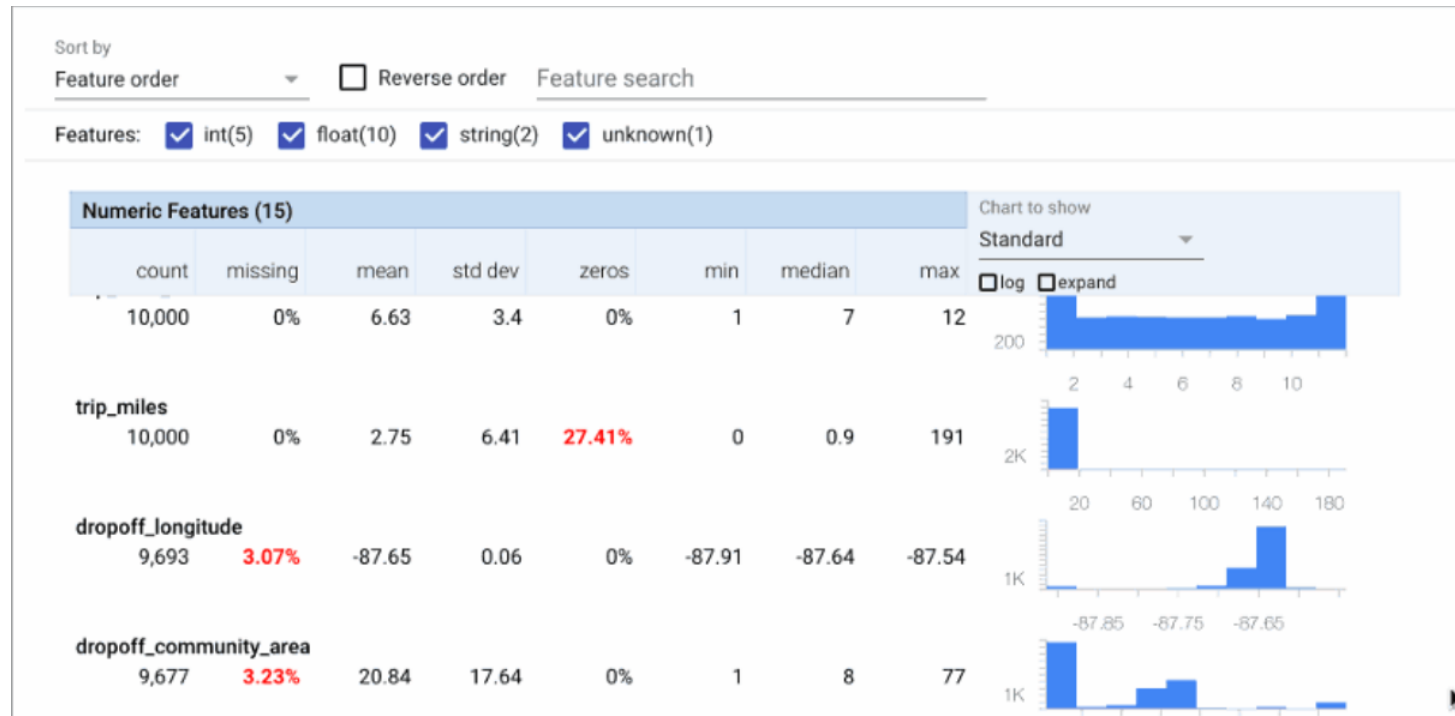 Sort by
Feature order
Reverse order
Feature search
Features: int(5) float(10) string(2) unknown(1)
Numeric Features (15)
Chart to show
Standard
count missing mean std dev zeros min median max
log expand
10,000 0% 6.63 3.4 0% 1 7 12
200
2 4 6 8 10
trip_miles
10,000 0% 2.75 6.41 27.41% 0 0.9 191
2K
20 60 100 140 180
dropoff_longitude
9,693 3.07% -87.65 0.06 0% -87.91 -87.64 -87.54
1K
-87.85 -87.75 -87.65
dropoff_community_area
9,677 3.23% 20.84 17.64 0% 1 8 77
1K